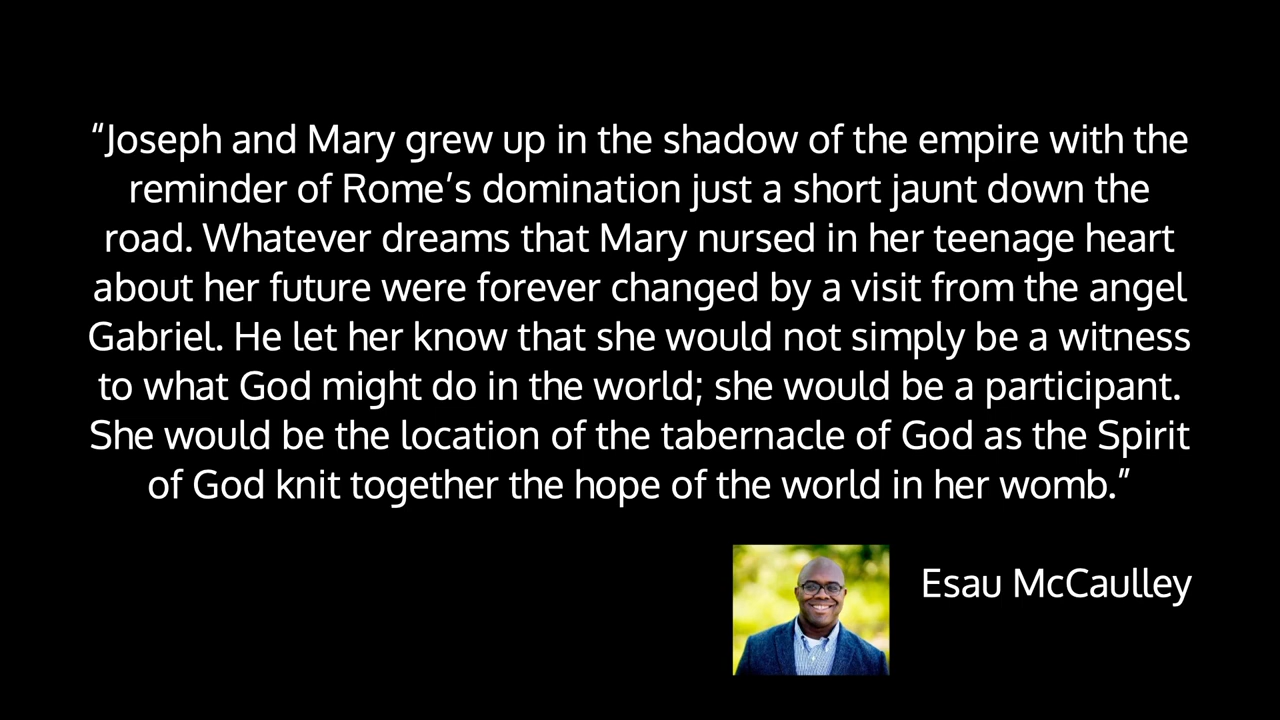 “Joseph and Mary grew up in the shadow of the empire with the
reminder of Rome’s domination just a short jaunt down the
road. Whatever dreams that Mary nursed in her teenage heart
about her future were forever changed by a visit from the angel
Gabriel. He let her know that she would not simply be a witness
to what God might do in the world; she would be a participant.
She would be the location of the tabernacle of God as the Spirit
of God knit together the hope of the world in her womb.”
Esau McCaulley